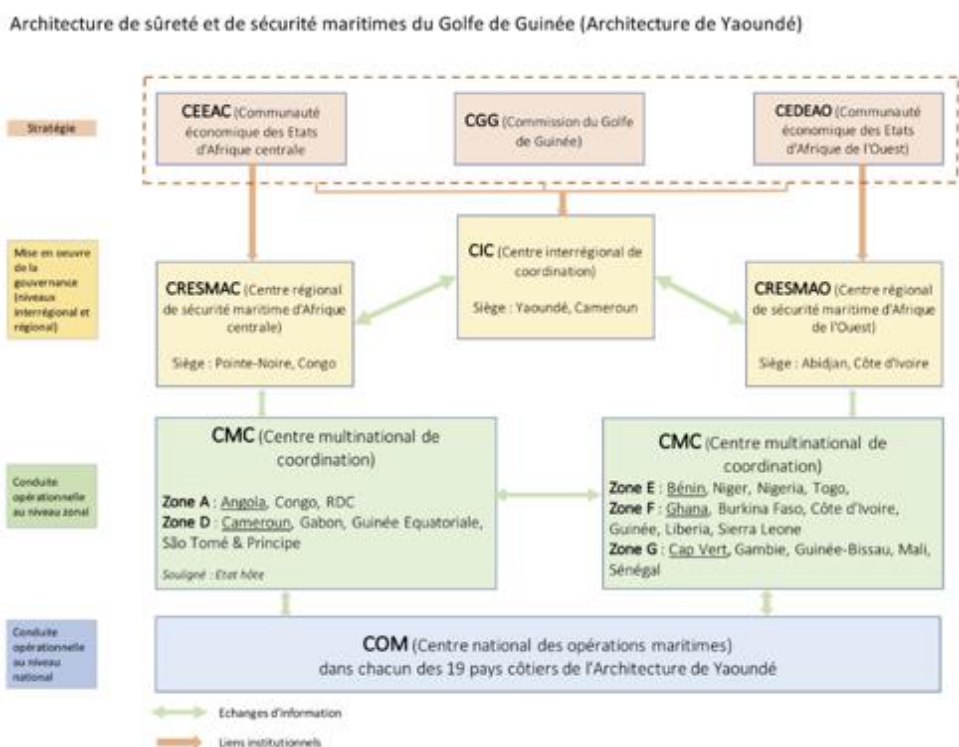 Architecture de sûreté et de sécurité maritimes du Golfe de Guinée (Architecture de Yaoundé)
Stratégie
CEEAC (Communauté
économique des Etats
d'Afrique centrale
CGG (Commission du Golfe
de Guinée)
CEDEAO (Communauté
économique des Etats
d'Afrique de l'Ouest)
Mise en oeuvre
de la
gouvernance
(niveaux
interrégional et
régional)
CRESMAC (Centre régional
de sécurité maritime d'Afrique
centrale)
Siège : Pointe-Noire, Congo
CIC (Centre interrégional de
coordination)
Siège : Yaoundé, Cameroun
CRESMAO (Centre régional
de sécurité maritime d'Afrique
de l'Ouest)
Siège : Abidjan, Côte d'Ivoire
Conduite
opérationnelle
au niveau zonal
CMC (Centre multinational de
coordination)
Zone A : Angola, Congo, RDC
Zone D : Cameroun, Gabon, Guinée Equatoriale,
São Tomé & Principe
Souligné : Etat hôte
CMC (Centre multinational de
coordination)
Zone E : Bénin, Niger, Nigeria, Togo,
Zone F : Ghana, Burkina Faso, Côte d'Ivoire,
Guinée, Liberia, Sierra Leone
Zone G : Cap Vert, Gambie, Guinée-Bissau, Mali,
Sénégal
Conduite
opérationnelle
au niveau
national
COM (Centre national des opérations maritimes)
dans chacun des 19 pays côtiers de l'Architecture de Yaoundé
Echanges d'information
Liens institutionnels